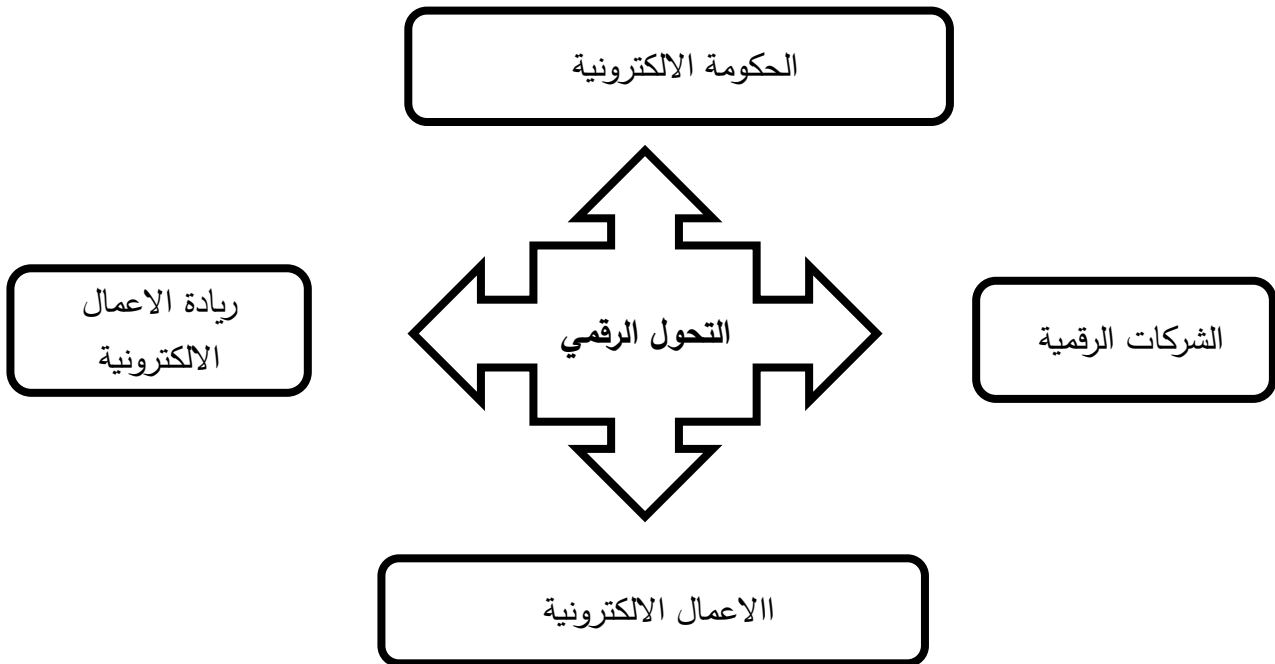 الحكومة الالكترونية
الشركات الرقمية
التحول الرقمي
ريادة الاعمال
الالكترونية
االاعمال الالكترونية